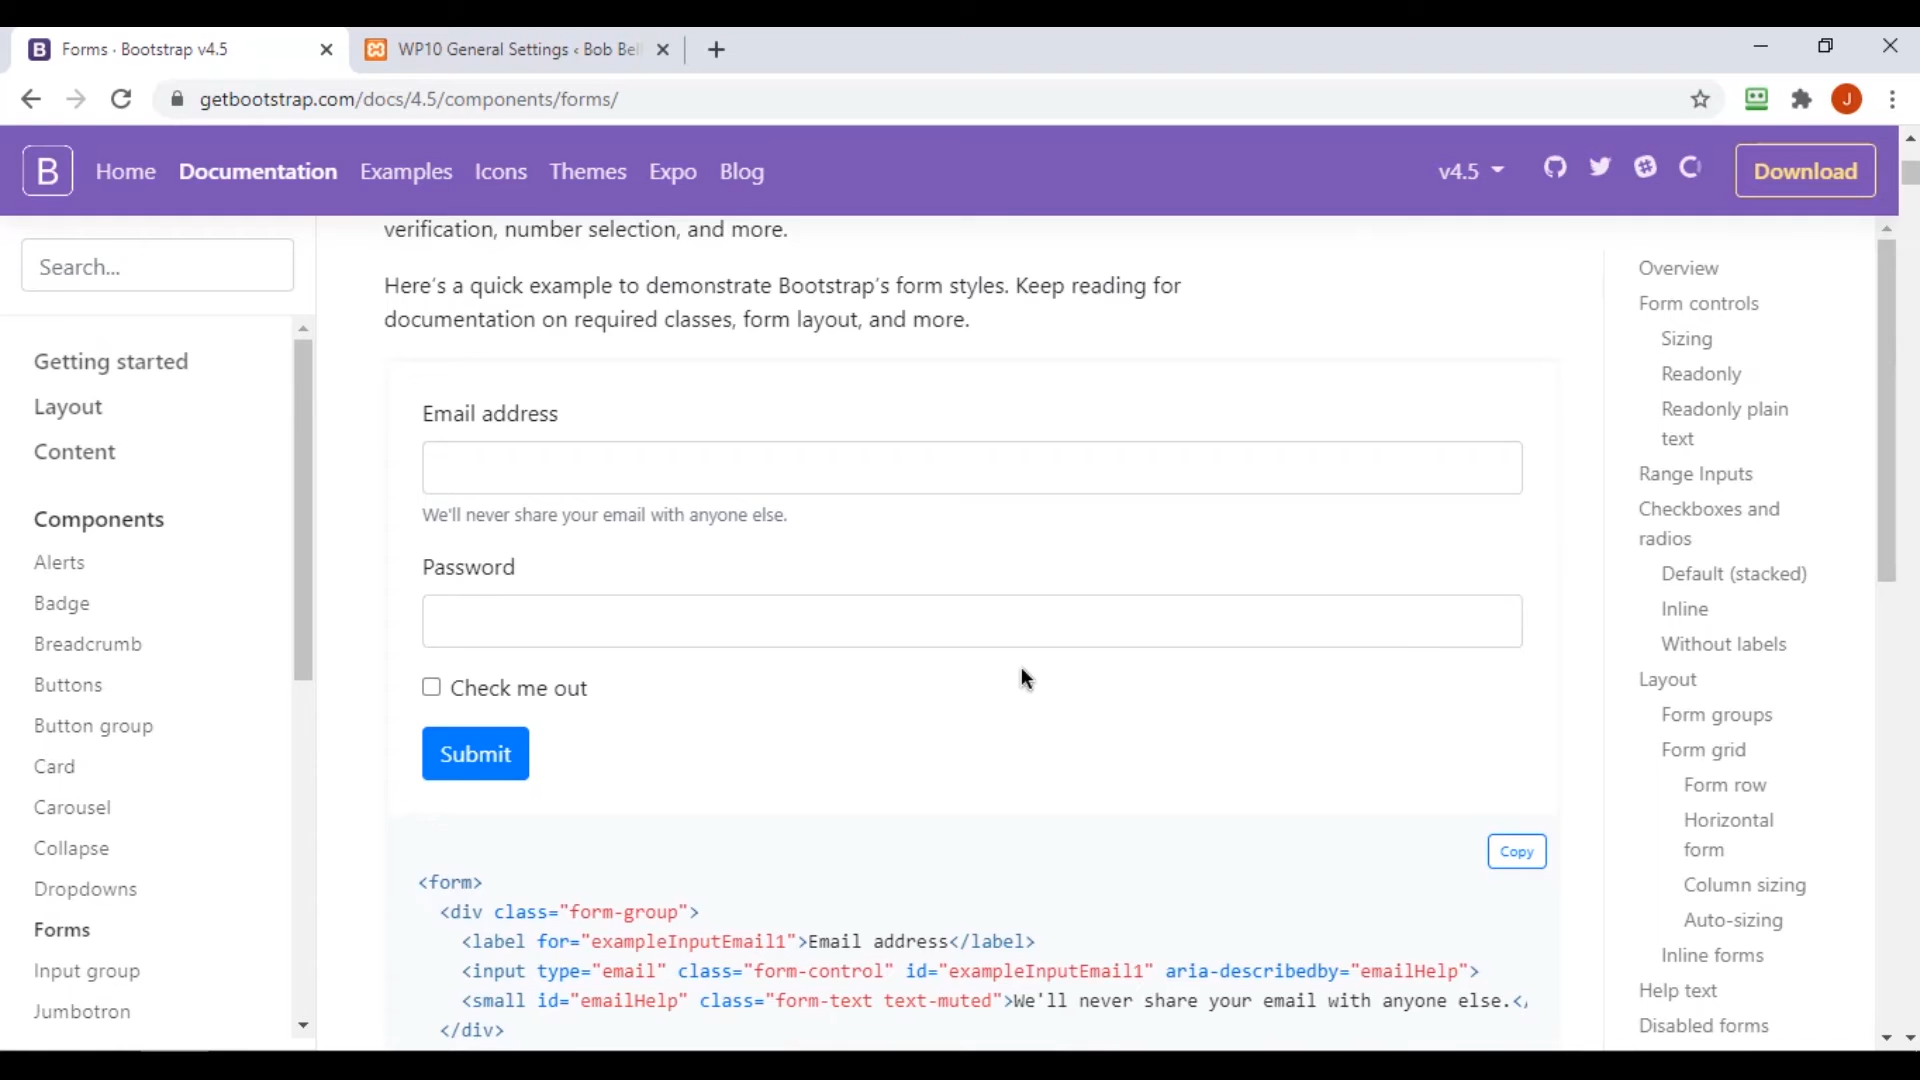 Forms · Bootstrap v4.5
WP10 General Settings ‹ Bob Bel
getbootstrap.com/docs/4.5/components/forms/
J
B Home Documentation Examples Icons Themes Expo Blog v4.5 Download
Search...
Getting started
Layout
Content
Components
Alerts
Badge
Breadcrumb
Buttons
Button group
Card
Carousel
Collapse
Dropdowns
Forms
Input group
Jumbotron
verification, number selection, and more.
Here’s a quick example to demonstrate Bootstrap’s form styles. Keep reading for
documentation on required classes, form layout, and more.
Email address
We'll never share your email with anyone else.
Password
Check me out
Submit
Copy
<form>
<div class="form-group">
<label for="exampleInputEmail1">Email address</label>
<input type="email" class="form-control" id="exampleInputEmail1" aria-describedby="emailHelp">
<small id="emailHelp" class="form-text text-muted">We'll never share your email with anyone else.</
</div>
Overview
Form controls
Sizing
Readonly
Readonly plain
text
Range Inputs
Checkboxes and
radios
Default (stacked)
Inline
Without labels
Layout
Form groups
Form grid
Form row
Horizontal
form
Column sizing
Auto-sizing
Inline forms
Help text
Disabled forms